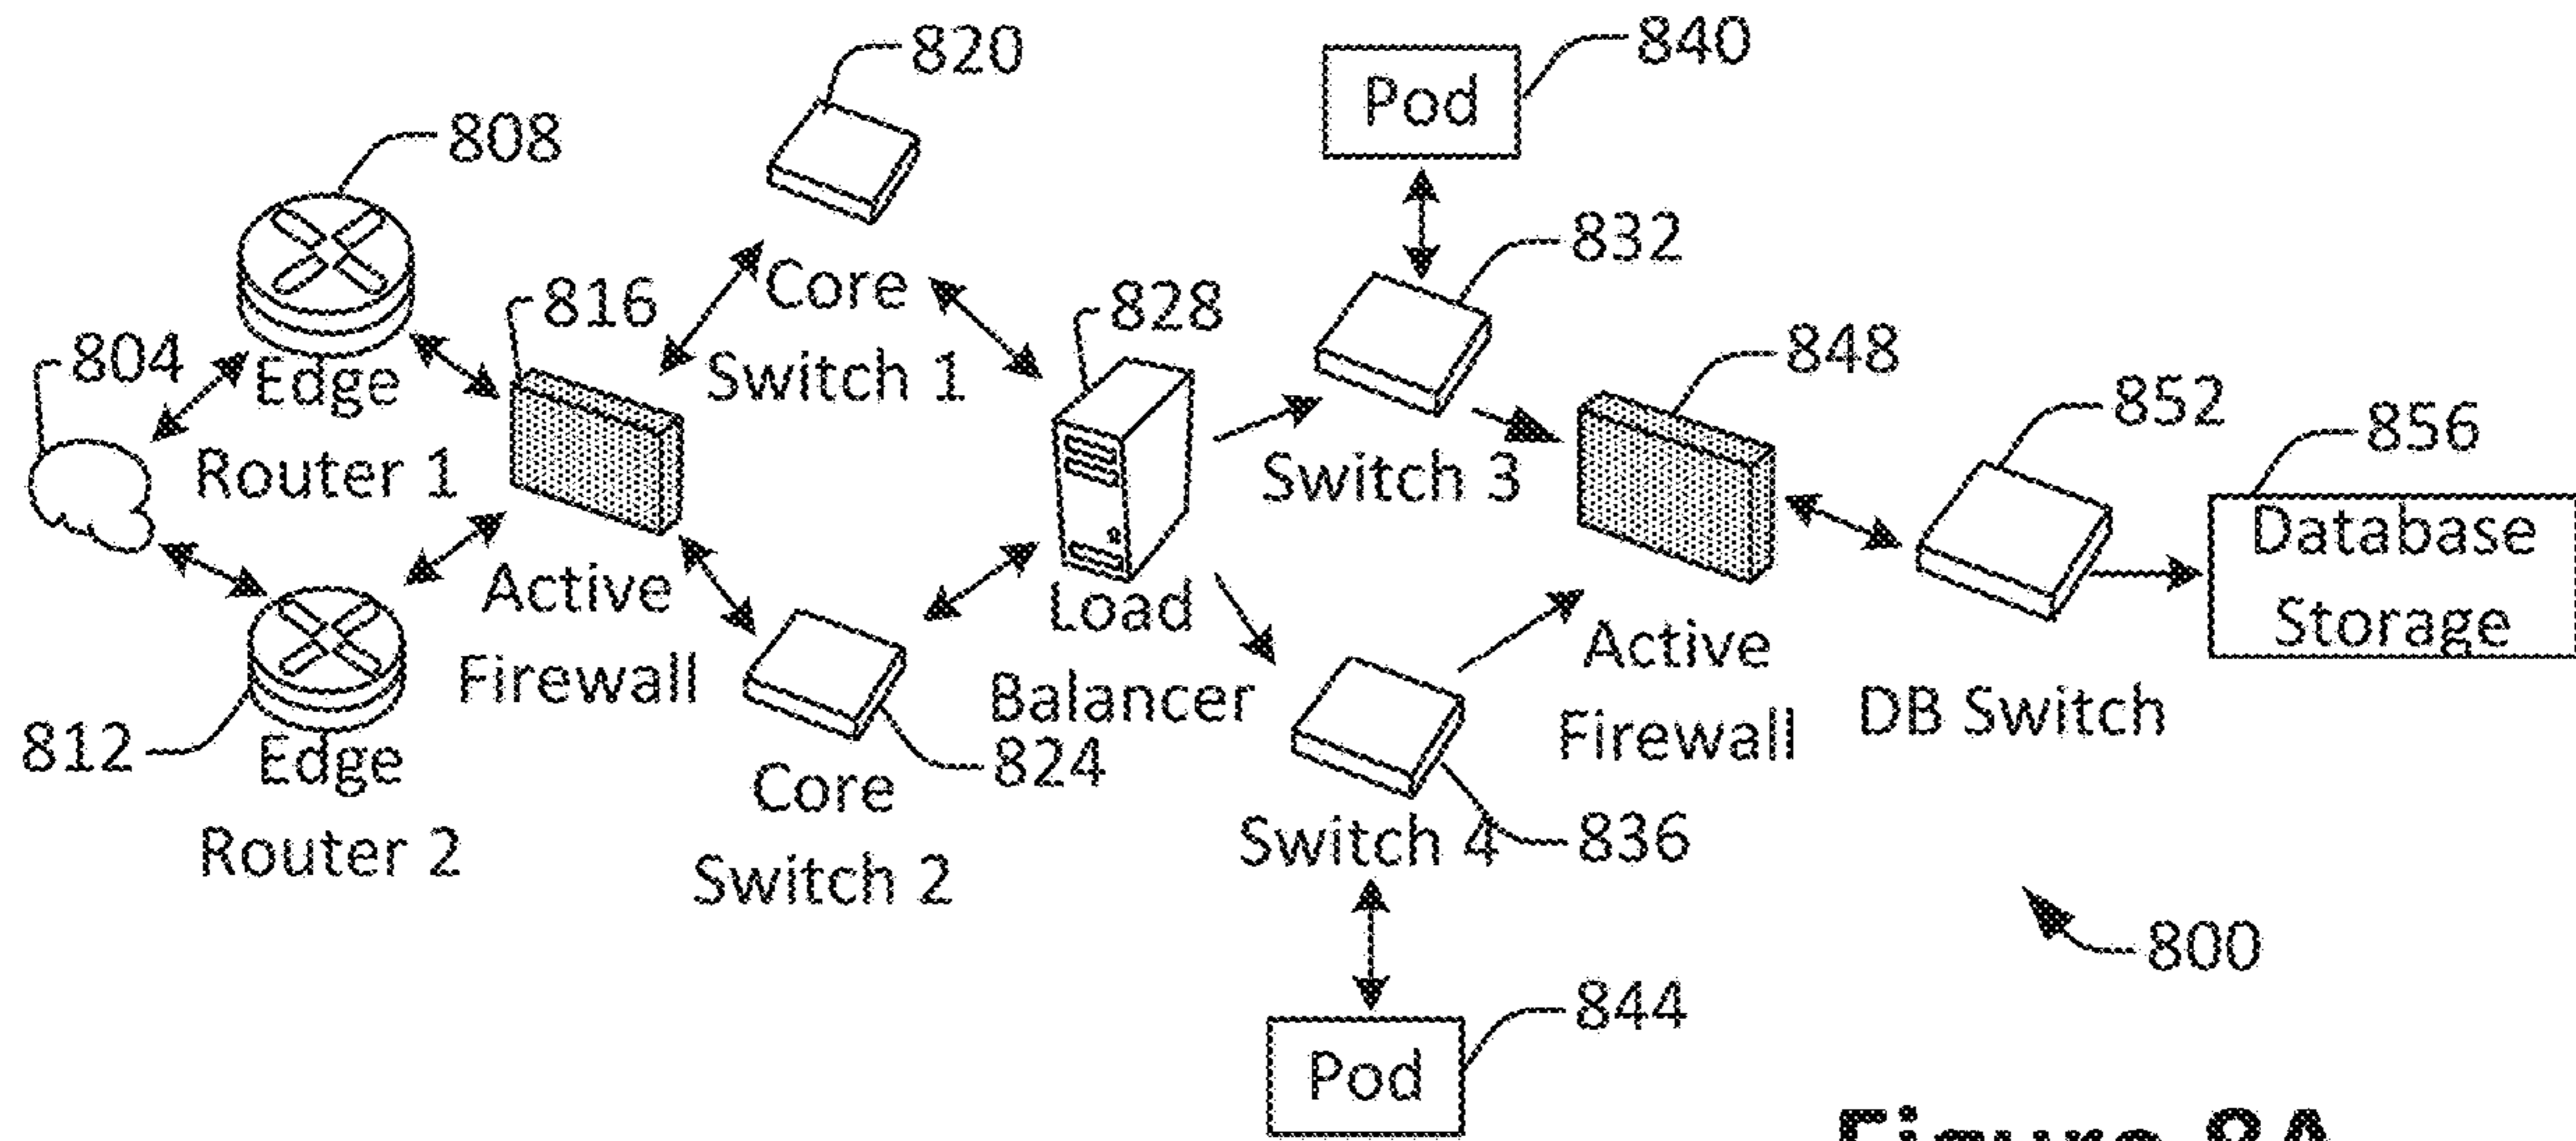 820
840
Pod
808
832
816
Core
828
848
804
Edge
Switch 1
852
856
Router 1
Switch 3
Database
Storage
Active
Firewall
Load
Balancer
Active
Firewall
DB Switch
812
Edge
Router 2
824
Core
Switch 2
Switch 4
836
800
844
Pod
Figure 8A